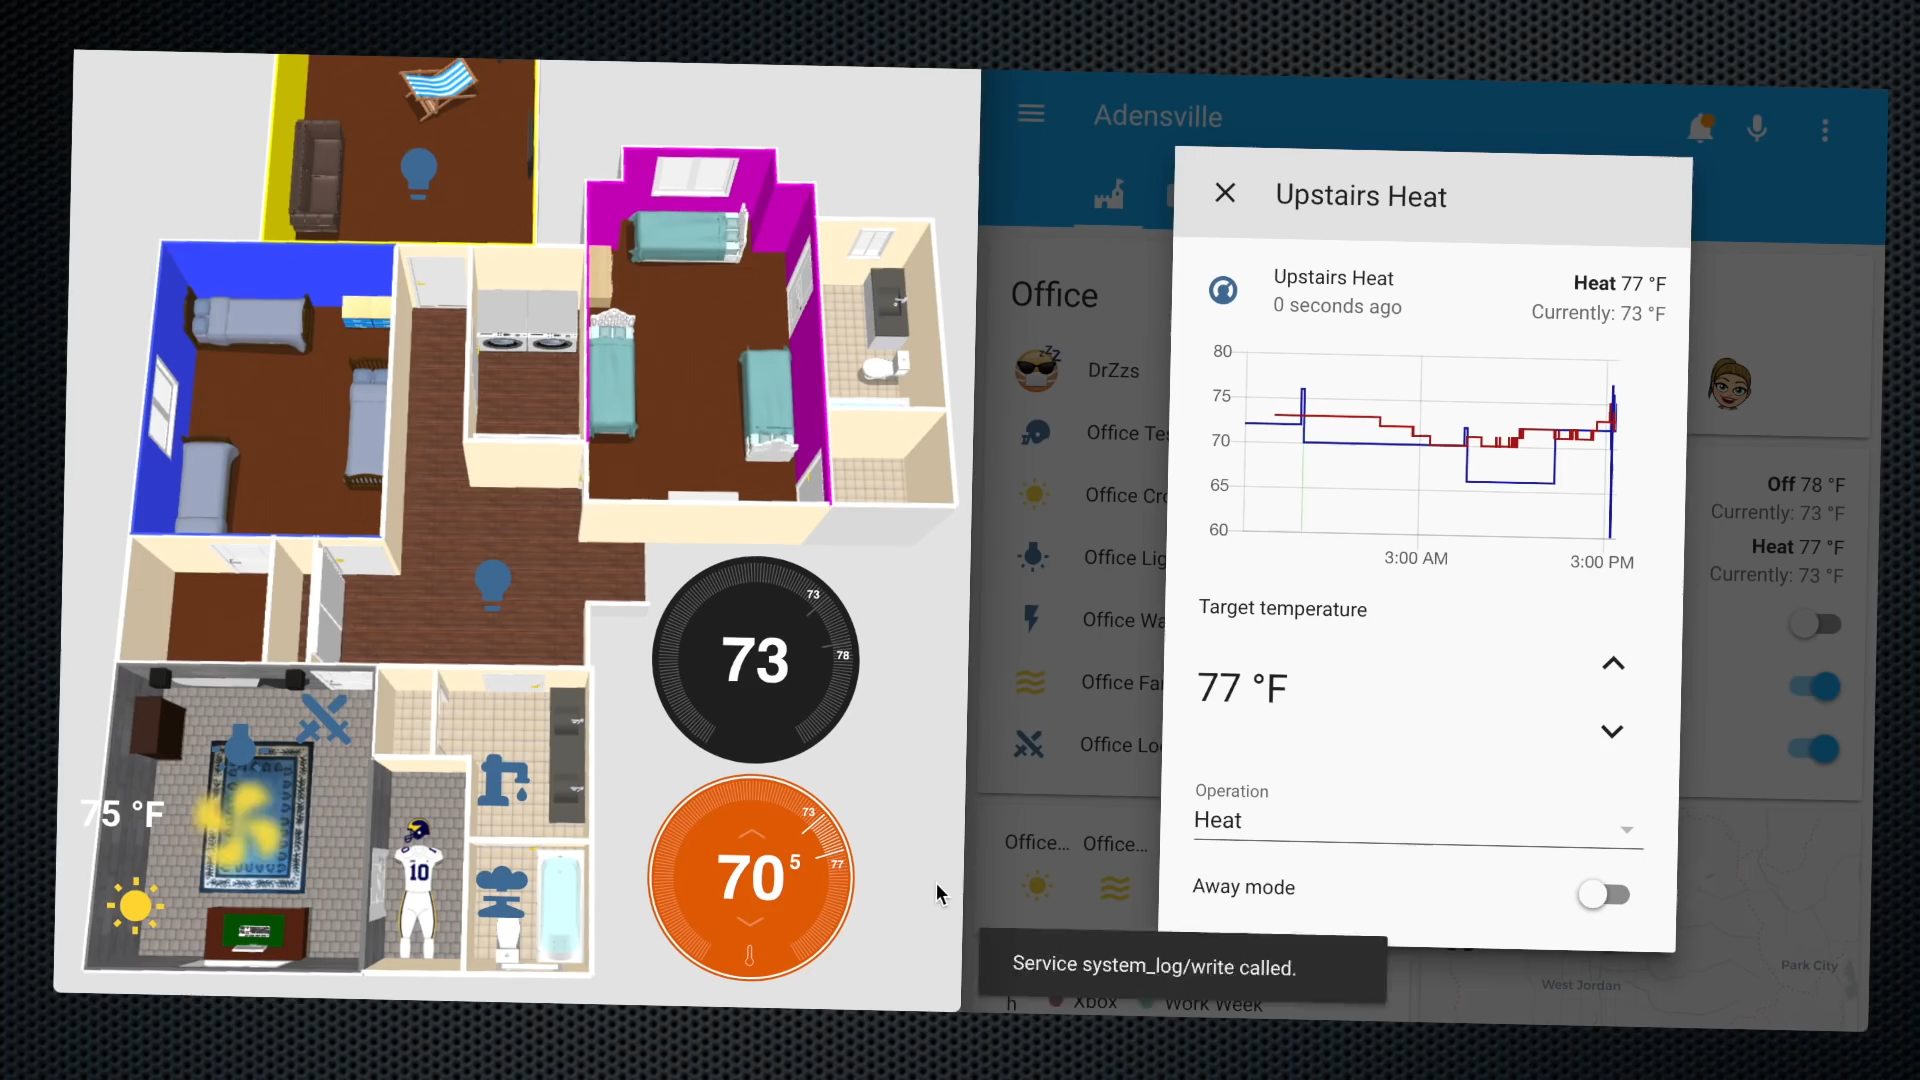 73
73
78
75 °F
73
70 5
77
10
Adensville
Office
DrZzs
Office Te
Office Cr
Office Lig
Office Wa
Office Fa
Office Lo
Office...
Office...
Upstairs Heat
Upstairs Heat
0 seconds ago
Heat 77 °F
Currently: 73 °F
80
75
70
65
60
3:00 AM
3:00 PM
Target temperature
77 °F
Operation
Heat
Away mode
Off 78 °F
Currently: 73 °F
Heat 77 °F
Currently: 73 °F
Service system_log/write called.
h
Xbox
Work Week
West Jordan
Park City